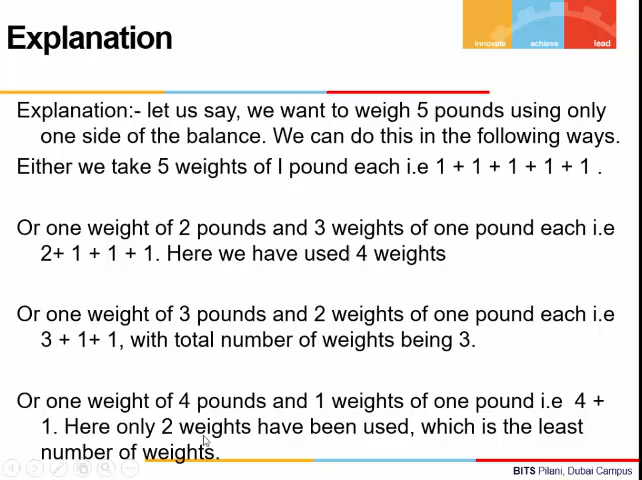 Explanation
innovate achieve lead
Explanation:- let us say, we want to weigh 5 pounds using only
one side of the balance. We can do this in the following ways.
Either we take 5 weights of I pound each i.e 1 + 1 + 1 + 1 + 1 .
Or one weight of 2 pounds and 3 weights of one pound each i.e
2+ 1 + 1 + 1. Here we have used 4 weights
Or one weight of 3 pounds and 2 weights of one pound each i.e
3 + 1+ 1, with total number of weights being 3.
Or one weight of 4 pounds and 1 weights of one pound i.e 4 +
1. Here only 2 weights have been used, which is the least
number of weights.
BITS Pilani, Dubai Campus